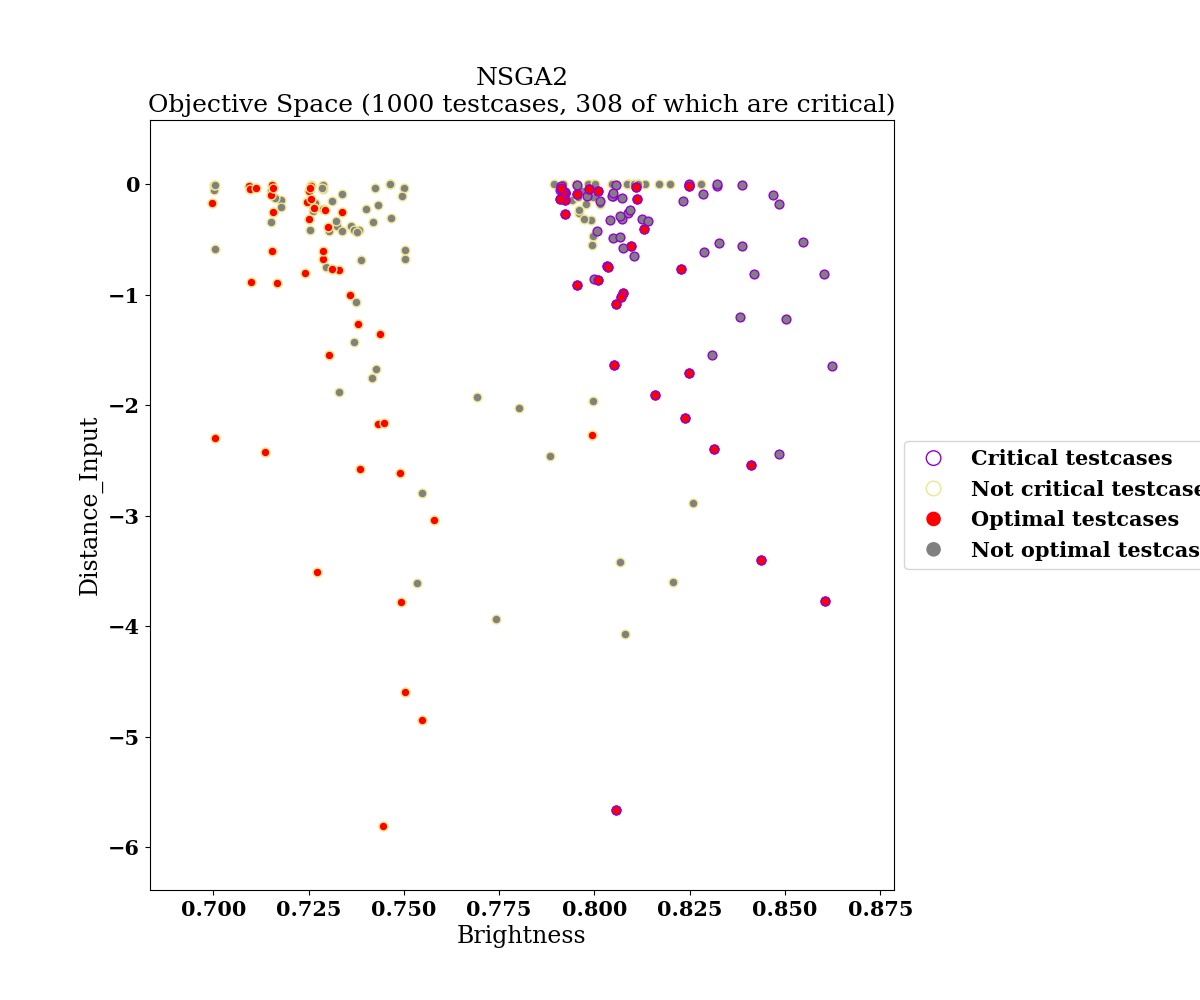 NSGA2
Objective Space (1000 testcases, 308 of which are critical)
0
−1
−2
−3
−4
−5
−6
Distance_Input
0.700 0.725 0.750 0.775 0.800 0.825 0.850 0.875
Brightness
Critical testcases
Not critical testcase
Optimal testcases
Not optimal testcas